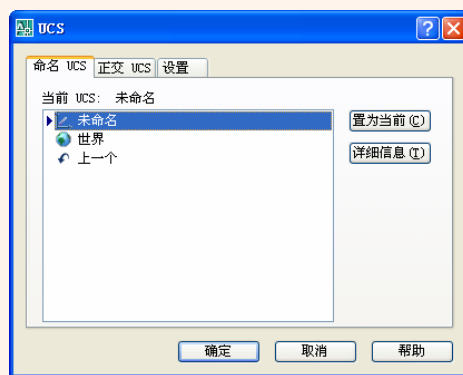 UCS
命名 UCS 正交 UCS 设置
当前 UCS: 未命名
未命名
世界
上一个
置为当前(C)
详细信息(T)
确定 取消 帮助